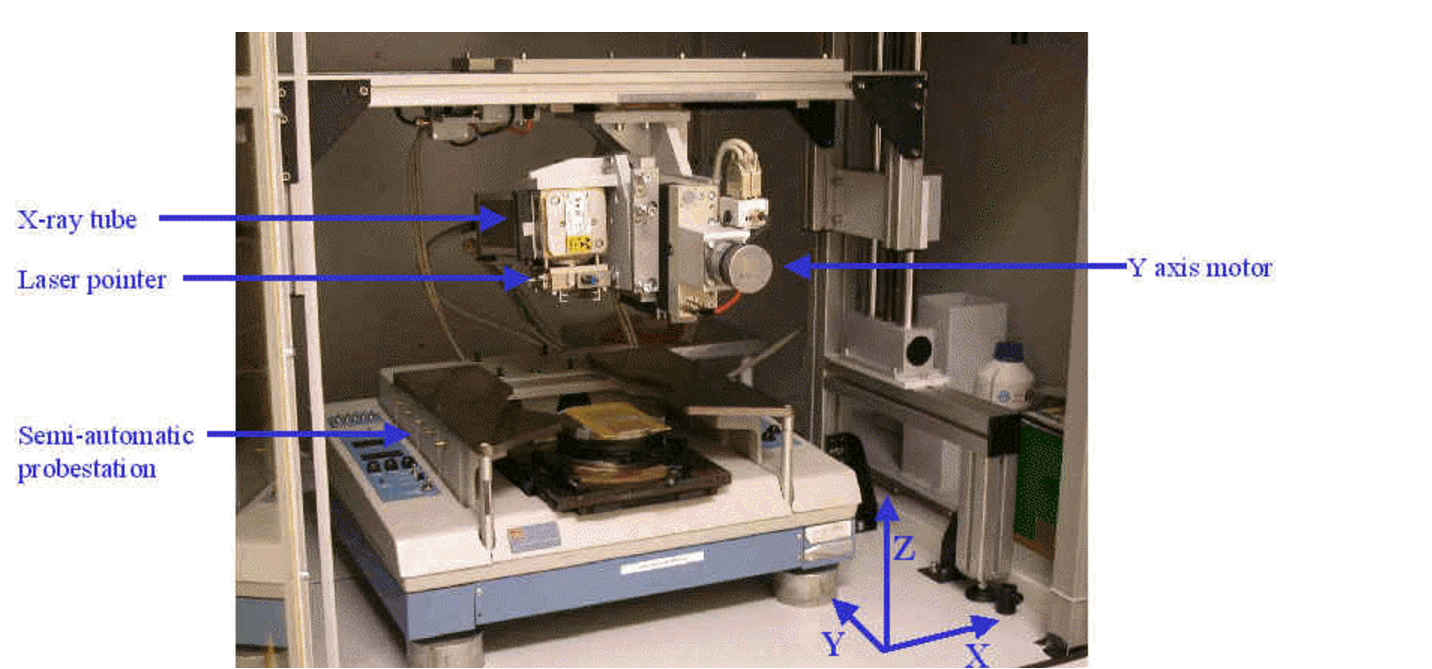 X-ray tube
Laser pointer
Y axis motor
Semi-automatic
probestation
Z
Y
X